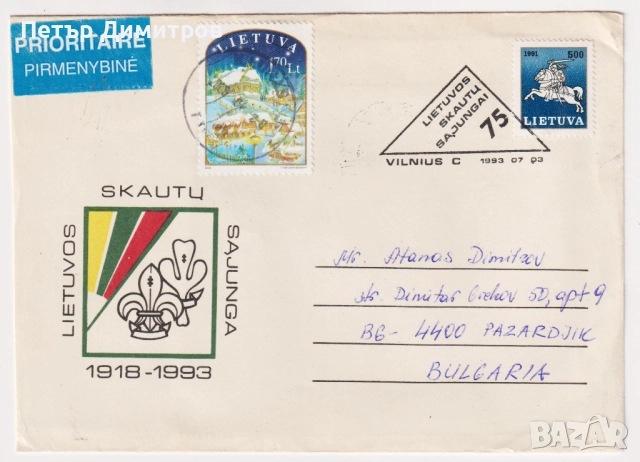 Петър Димитров
PRIORITAIRE
PIRMENYBINĖ
LIETUVA
1,70 Lt
1991 500
LIETUVA
LIETUVOS
SKAUTŲ
SĄJUNGAI
75
VILNIUS C 1993 07 03
LIETUVOS
SKAUTŲ
SĄJUNGA
1918-1993
Mr. Atanas Dimitrov
str. Dimitar Grekov 50, apt 9
BG- 4400 PAZARDJIK
BULGARIA
BAZAR